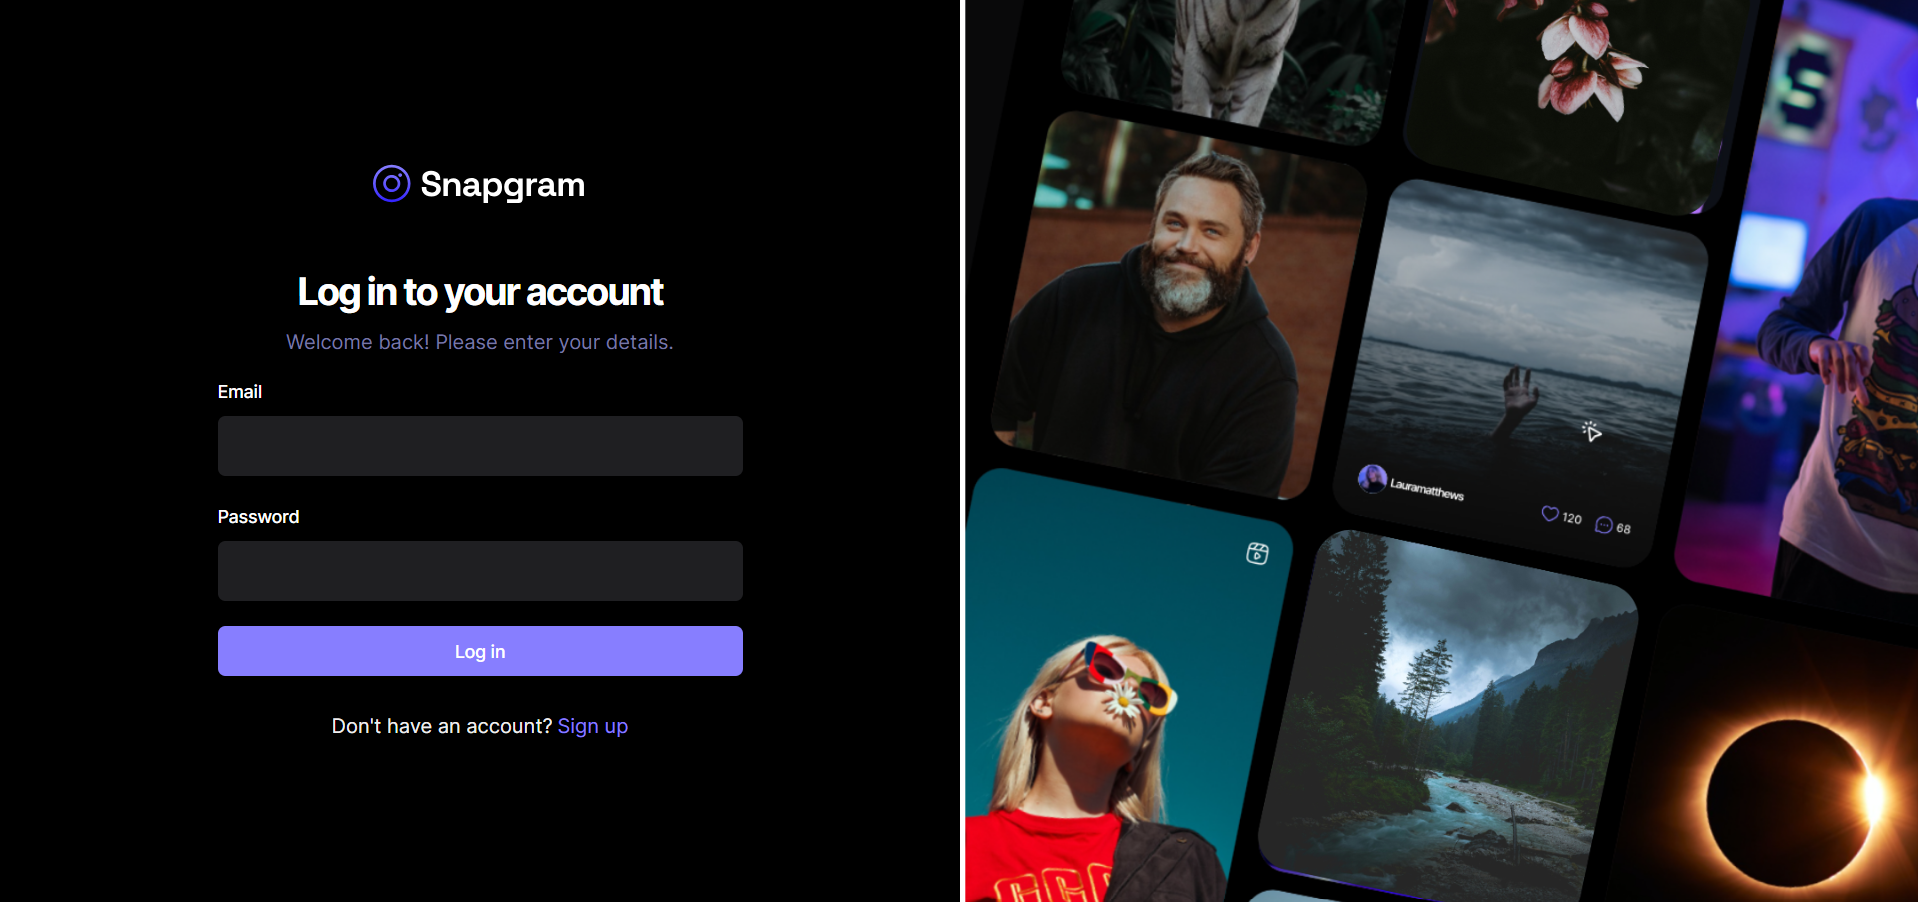 Snapgram
Log in to your account
Welcome back! Please enter your details.
Email
Password
Log in
Don't have an account? Sign up
S
Lauramatthews
120 68